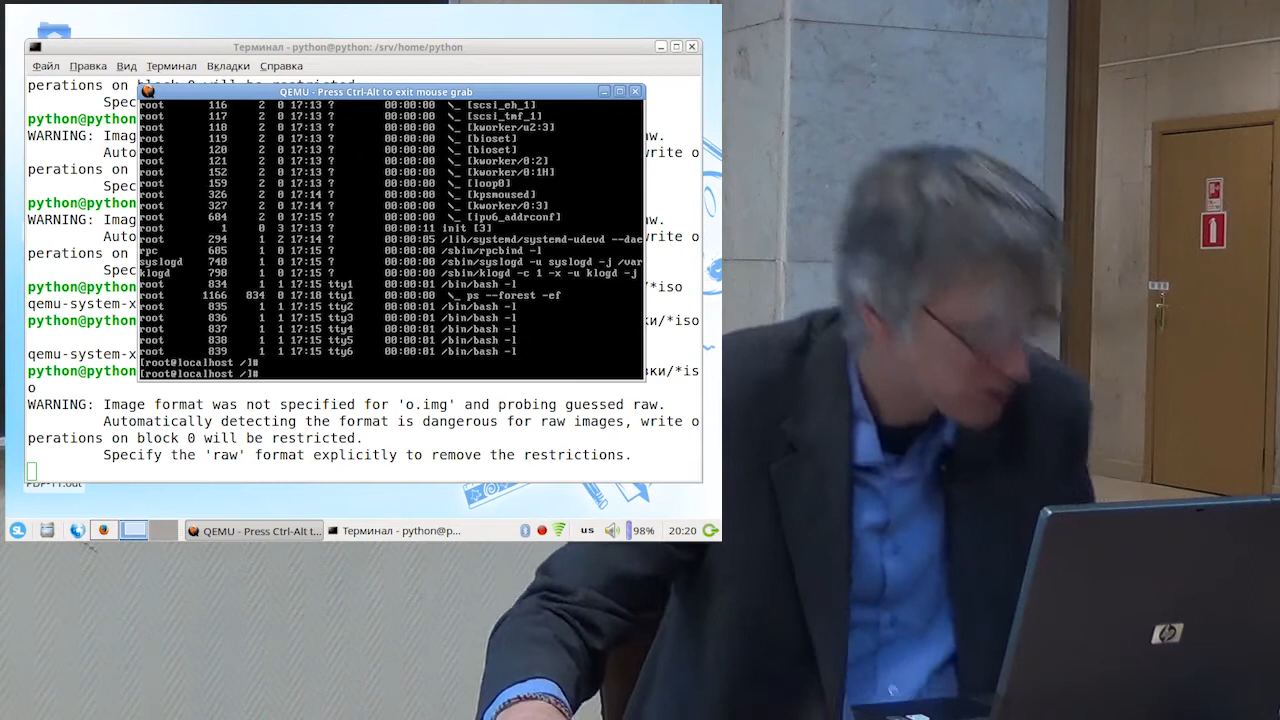 Терминал - python@python: /srv/home/python
Файл Правка Вид Терминал Вкладки Справка
perations on block 0 will be restricted.
Spec
python@python
WARNING: Imag
Auto
write o
perations on
Spec
python@python
WARNING: Imag
Auto
write o
perations on
Spec
python@python
/*iso
qemu-system-x
python@python
ки/*iso
qemu-system-x
python@python
вки/*is
o
WARNING: Image format was not specified for 'o.img' and probing guessed raw.
Automatically detecting the format is dangerous for raw images, write o
perations on block 0 will be restricted.
Specify the 'raw' format explicitly to remove the restrictions.
QEMU - Press Ctrl-Alt to exit mouse grab
root 116 2 0 17:13 ? 00:00:00 \_ [scsi_eh_1]
root 117 2 0 17:13 ? 00:00:00 \_ [scsi_tmf_1]
root 118 2 0 17:13 ? 00:00:00 \_ [kworker/u2:3]
root 119 2 0 17:13 ? 00:00:00 \_ [bioset]
root 120 2 0 17:13 ? 00:00:00 \_ [bioset]
root 121 2 0 17:13 ? 00:00:00 \_ [kworker/0:2]
root 152 2 0 17:13 ? 00:00:00 \_ [kworker/0:1H]
root 159 2 0 17:13 ? 00:00:00 \_ [loop0]
root 326 2 0 17:14 ? 00:00:00 \_ [kpsmoused]
root 327 2 0 17:14 ? 00:00:00 \_ [kworker/0:3]
root 684 2 0 17:15 ? 00:00:00 \_ [ipv6_addrconf]
root 1 0 3 17:13 ? 00:00:11 init [3]
root 294 1 2 17:14 ? 00:00:05 /lib/systemd/systemd-udevd --dae
rpc 605 1 0 17:15 ? 00:00:00 /sbin/rpcbind -l
syslogd 740 1 0 17:15 ? 00:00:00 /sbin/syslogd -u syslogd -j /var
klogd 798 1 0 17:15 ? 00:00:00 /sbin/klogd -c 1 -x -u klogd -j
root 834 1 1 17:15 tty1 00:00:01 /bin/bash -l
root 1166 834 0 17:18 tty1 00:00:00 \_ ps --forest -ef
root 835 1 1 17:15 tty2 00:00:01 /bin/bash -l
root 836 1 1 17:15 tty3 00:00:01 /bin/bash -l
root 837 1 1 17:15 tty4 00:00:01 /bin/bash -l
root 838 1 1 17:15 tty5 00:00:01 /bin/bash -l
root 839 1 1 17:15 tty6 00:00:01 /bin/bash -l
[root@localhost /]#
[root@localhost /]#
QEMU - Press Ctrl-Alt t... Терминал - python@p... us 98% 20:20
hp